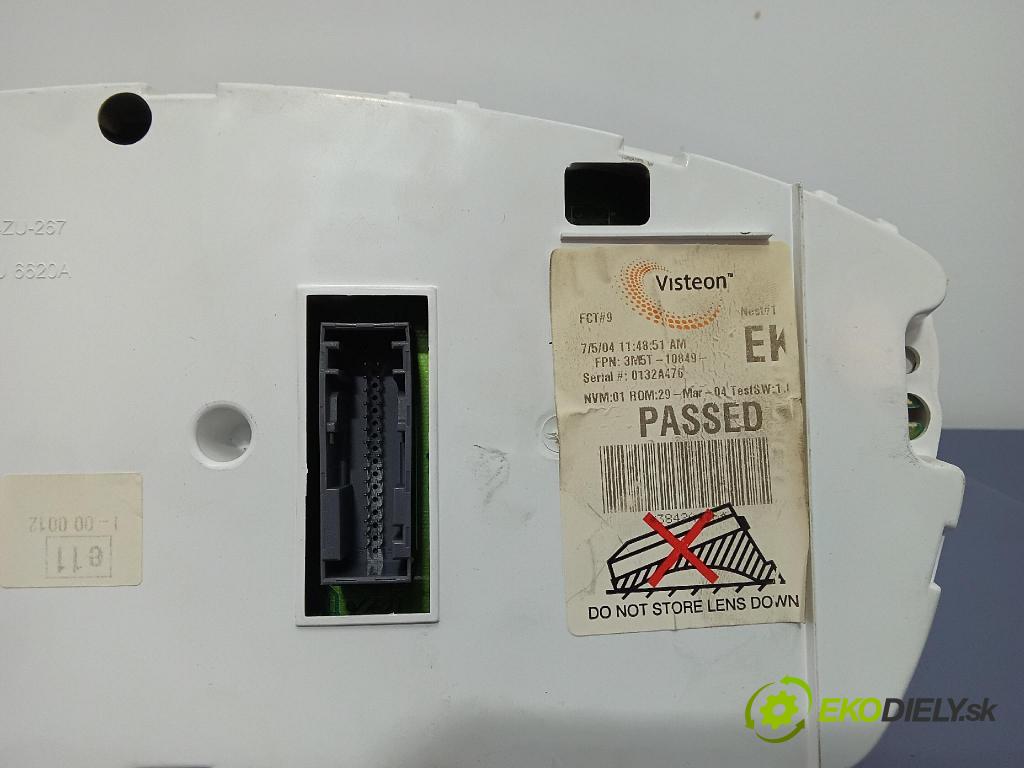 ZU-267
6620A
Visteon™
FCT#9
Nest#1
7/5/04 11:48:51 AM
FPN: 3M5T-10849-
EK
Serial #: 0132A476
NVM:01 ROM:29-Mar-04 TestSW:1.
PASSED
DO NOT STORE LENS DOWN
1-00 0012
e11
EKODIELY.sk